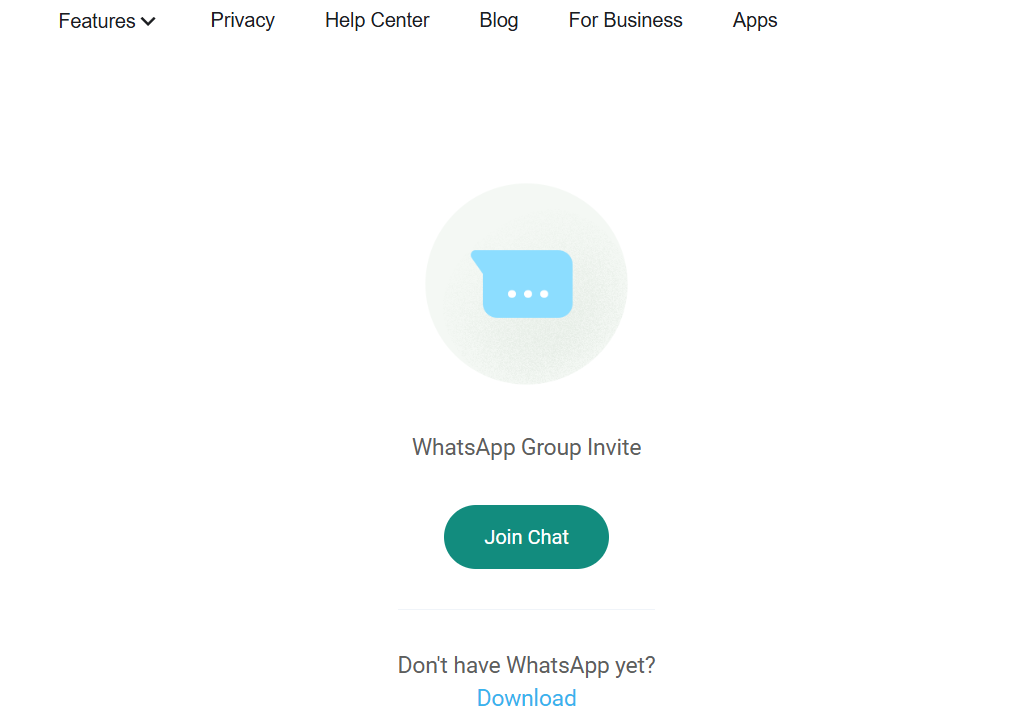 Features Privacy Help Center Blog For Business Apps
WhatsApp Group Invite
Join Chat
Don't have WhatsApp yet?
Download